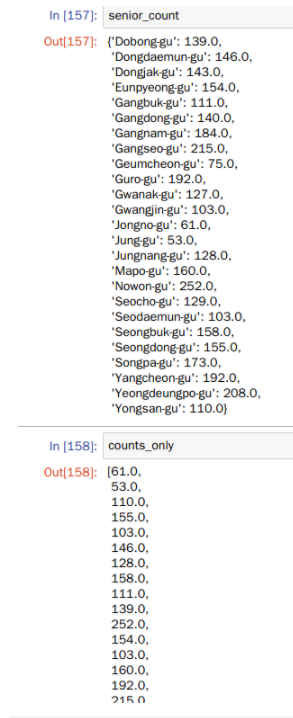 In [157]: senior_count
Out[157]: {'Dobong-gu': 139.0,
'Dongdaemun-gu': 146.0,
'Dongjak-gu': 143.0,
'Eunpyeong-gu': 154.0,
'Gangbuk-gu': 111.0,
'Gangdong-gu': 140.0,
'Gangnam-gu': 184.0,
'Gangseo-gu': 215.0,
'Geumcheon-gu': 75.0,
'Guro-gu': 192.0,
'Gwanak-gu': 127.0,
'Gwangjin-gu': 103.0,
'Jongno-gu': 61.0,
'Jung-gu': 53.0,
'Jungnang-gu': 128.0,
'Mapo-gu': 160.0,
'Nowon-gu': 252.0,
'Seocho-gu': 129.0,
'Seodaemun-gu': 103.0,
'Seongbuk-gu': 158.0,
'Seongdong-gu': 155.0,
'Songpa-gu': 173.0,
'Yangcheon-gu': 192.0,
'Yeongdeungpo-gu': 208.0,
'Yongsan-gu': 110.0}
In [158]: counts_only
Out[158]: [61.0,
53.0,
110.0,
155.0,
103.0,
146.0,
128.0,
158.0,
111.0,
139.0,
252.0,
154.0,
103.0,
160.0,
192.0,
215.0